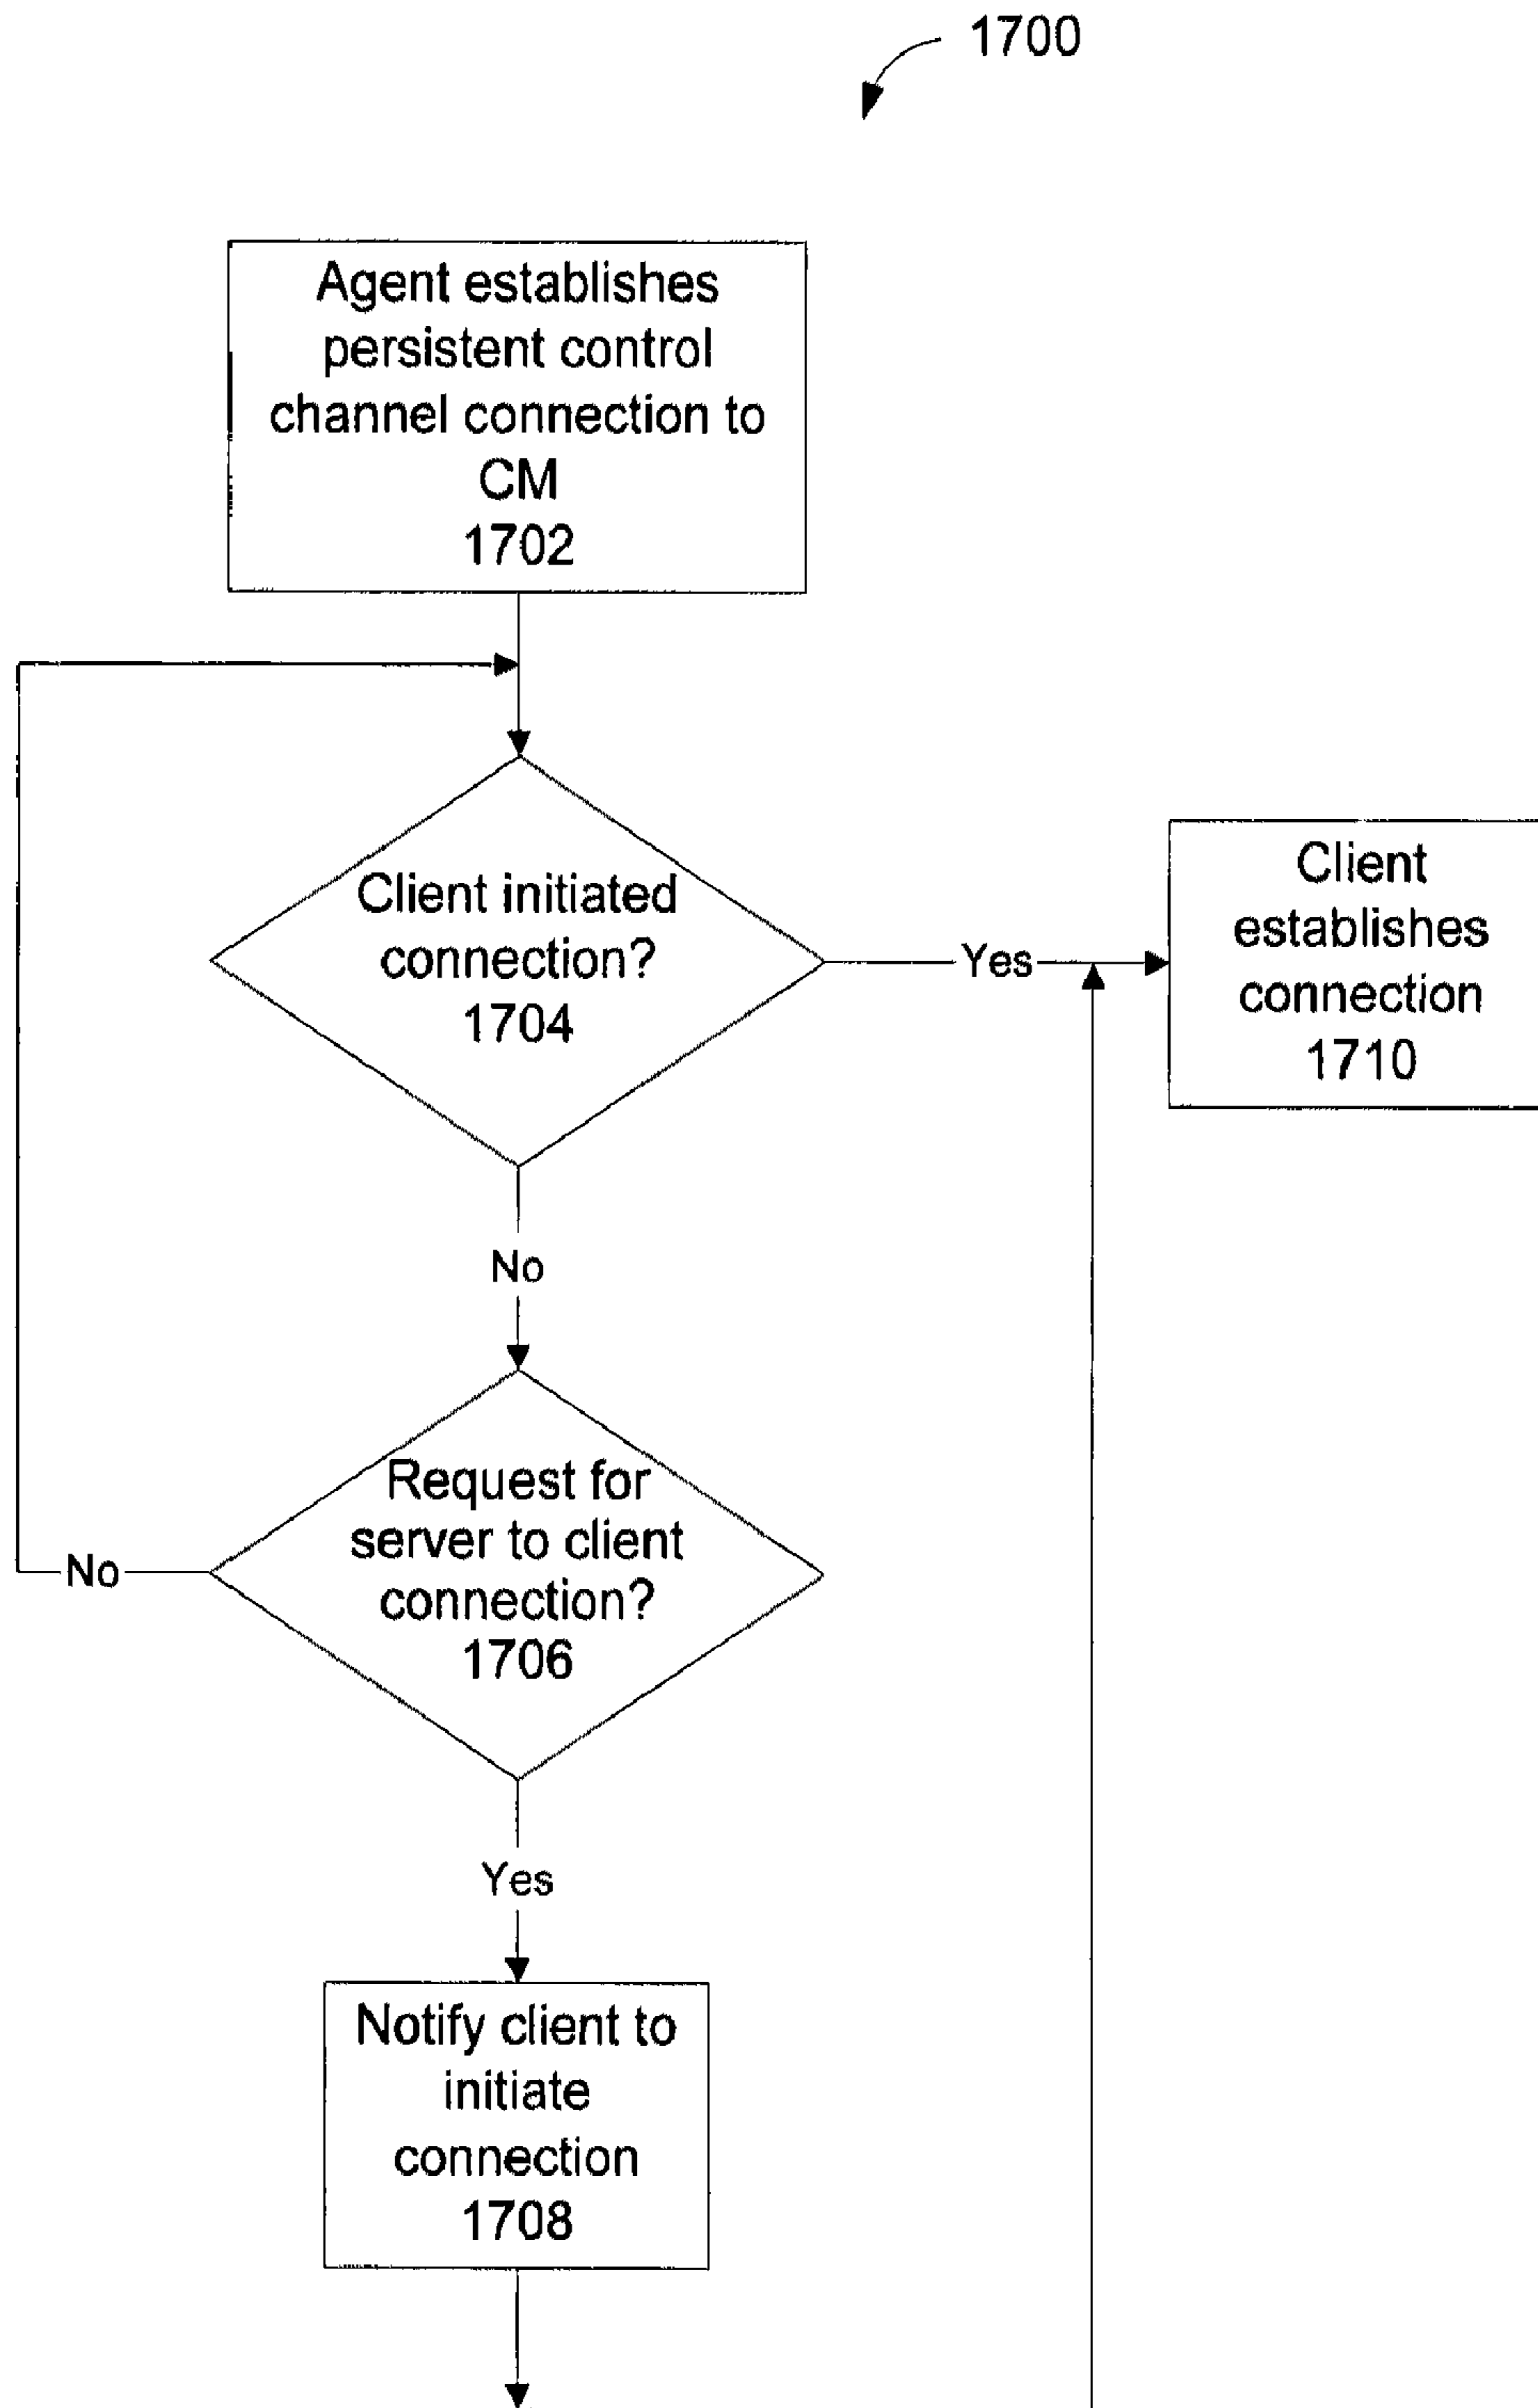 1700
Agent establishes
persistent control
channel connection to
CM
1702
Client initiated
connection?
1704
Yes
Client
establishes
connection
1710
No
Request for
server to client
connection?
1706
No
Yes
Notify client to
initiate
connection
1708